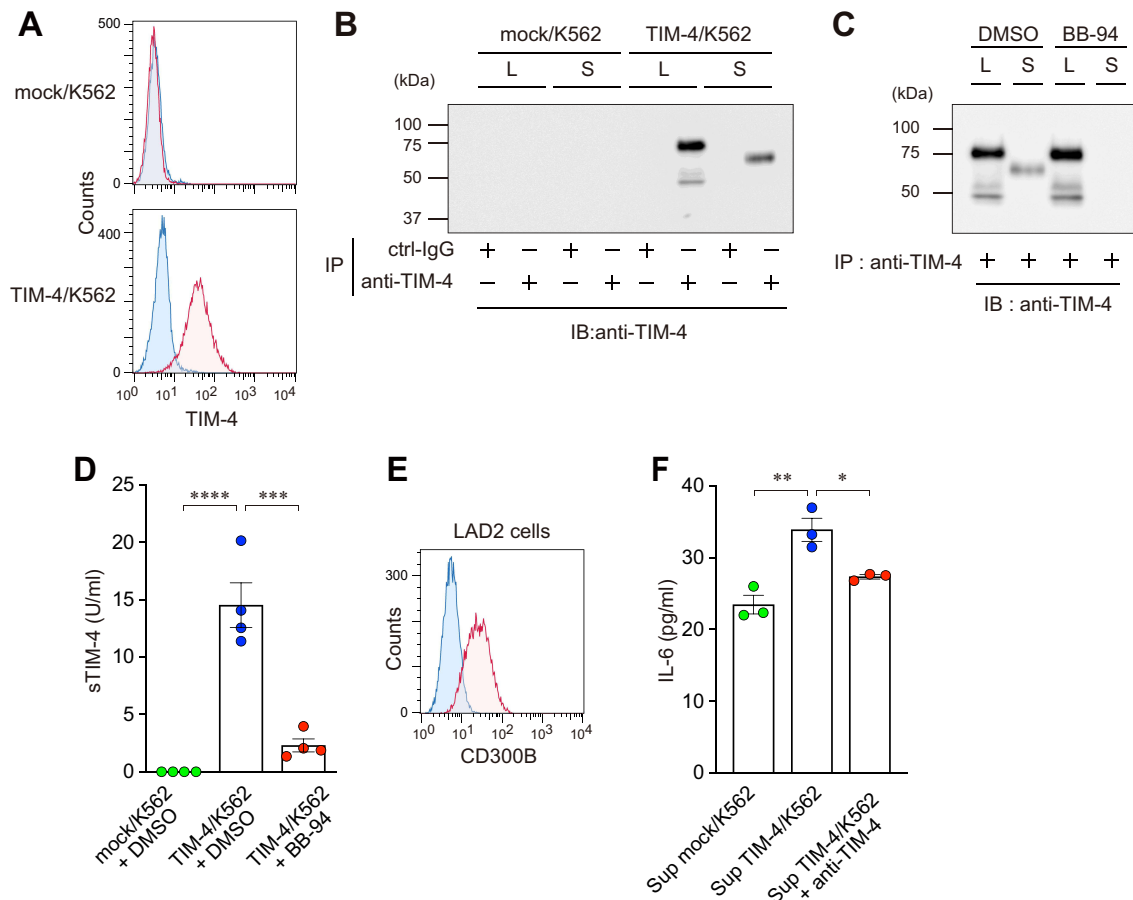 A
500
0
mock/K562
Counts
400
0
TIM-4/K562
10⁰ 10¹ 10² 10³ 10⁴
TIM-4
B
mock/K562 TIM-4/K562
L S L S
(kDa)
100
75
50
37
IP
ctrl-IgG + − + − + − + −
anti-TIM-4 − + − + − + − +
IB:anti-TIM-4
C
DMSO BB-94
L S L S
(kDa)
100
75
50
IP : anti-TIM-4 + + + +
IB : anti-TIM-4
D
sTIM-4 (U/ml)
25
20
15
10
5
0
**** ***
mock/K562
+ DMSO
TIM-4/K562
+ DMSO
TIM-4/K562
+ BB-94
E
LAD2 cells
Counts
300
0
10⁰ 10¹ 10² 10³ 10⁴
CD300B
F
IL-6 (pg/ml)
40
30
20
10
0
** *
Sup mock/K562
Sup TIM-4/K562
Sup TIM-4/K562
+ anti-TIM-4